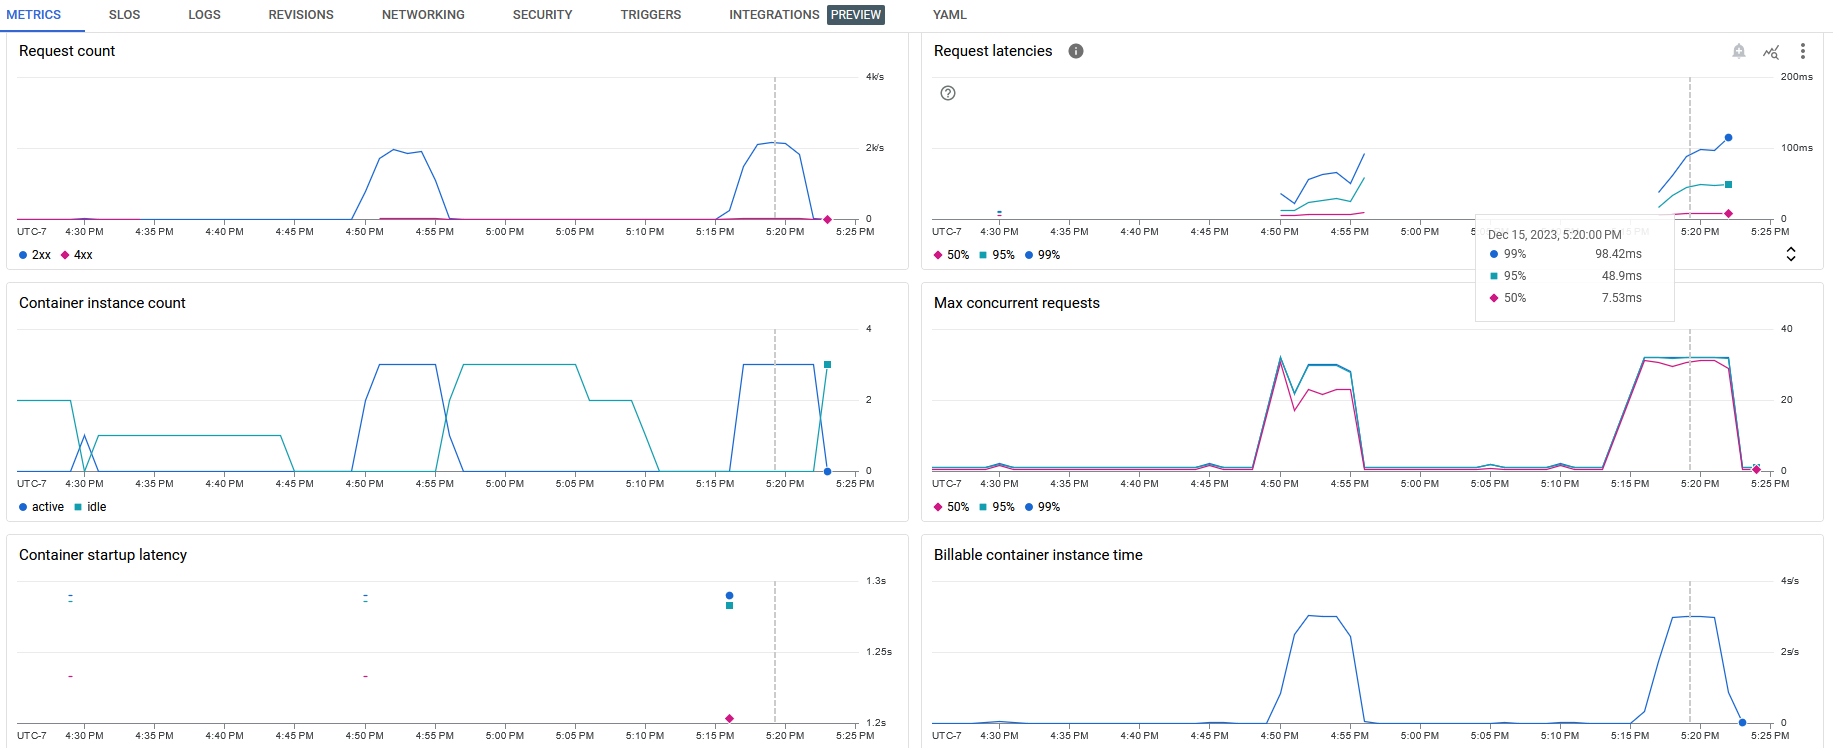 METRICS SLOS LOGS REVISIONS NETWORKING SECURITY TRIGGERS INTEGRATIONS PREVIEW YAML
Request count
4k/s
2k/s
0
UTC-7 4:30 PM 4:35 PM 4:40 PM 4:45 PM 4:50 PM 4:55 PM 5:00 PM 5:05 PM 5:10 PM 5:15 PM 5:20 PM 5:25 PM
2xx 4xx
Request latencies
200ms
100ms
0
UTC-7 4:30 PM 4:35 PM 4:40 PM 4:45 PM 4:50 PM 4:55 PM 5:00 PM 5:20 PM 5:25 PM
50% 95% 99%
Dec 15, 2023, 5:20:00 PM
99% 98.42ms
95% 48.9ms
50% 7.53ms
Container instance count
4
2
0
UTC-7 4:30 PM 4:35 PM 4:40 PM 4:45 PM 4:50 PM 4:55 PM 5:00 PM 5:05 PM 5:10 PM 5:15 PM 5:20 PM 5:25 PM
active idle
Max concurrent requests
40
20
0
UTC-7 4:30 PM 4:35 PM 4:40 PM 4:45 PM 4:50 PM 4:55 PM 5:00 PM 5:05 PM 5:10 PM 5:15 PM 5:20 PM 5:25 PM
50% 95% 99%
Container startup latency
1.3s
1.25s
1.2s
UTC-7 4:30 PM 4:35 PM 4:40 PM 4:45 PM 4:50 PM 4:55 PM 5:00 PM 5:05 PM 5:10 PM 5:15 PM 5:20 PM 5:25 PM
Billable container instance time
4s/s
2s/s
0
UTC-7 4:30 PM 4:35 PM 4:40 PM 4:45 PM 4:50 PM 4:55 PM 5:00 PM 5:05 PM 5:10 PM 5:15 PM 5:20 PM 5:25 PM